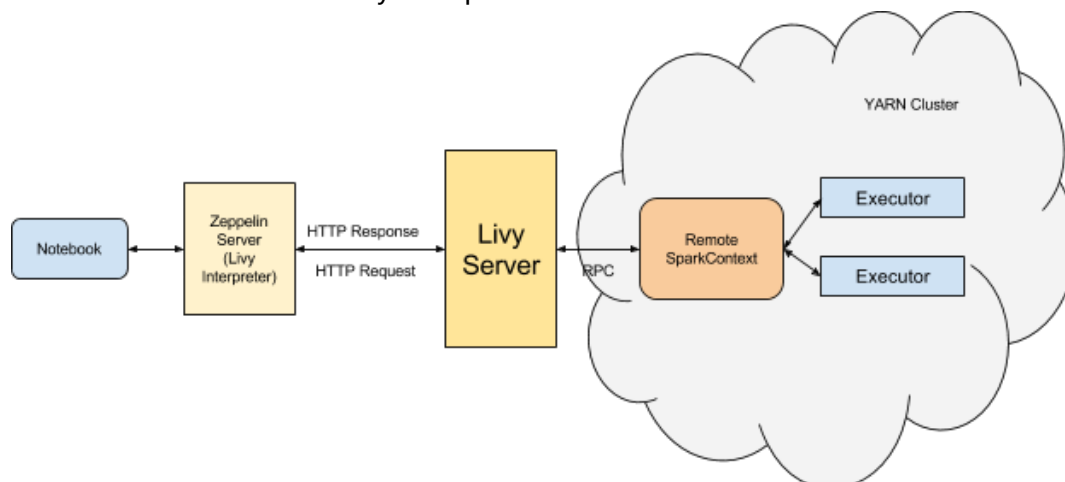 YARN Cluster
Notebook
Zeppelin
Server
(Livy
Interpreter)
HTTP Response
HTTP Request
Livy
Server
RPC
Remote
SparkContext
Executor
Executor